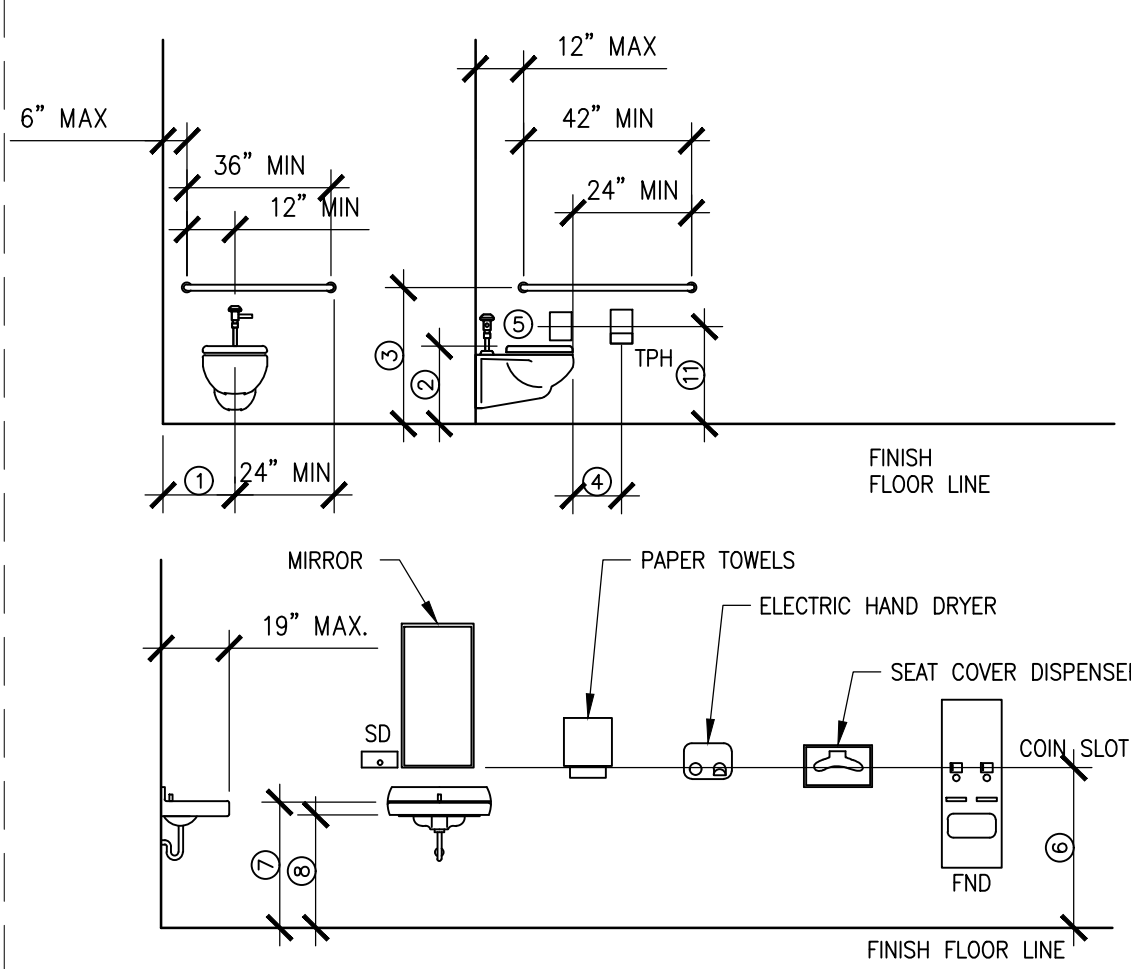 12” MAX
6” MAX
42” MIN
36” MIN
24” MIN
12” MIN
5
3
TPH
2
11
FINISH
FLOOR LINE
1
24” MIN
4
MIRROR
PAPER TOWELS
ELECTRIC HAND DRYER
19” MAX.
SEAT COVER DISPENSER
SD
COIN SLOT
7
8
6
FND
FINISH FLOOR LINE